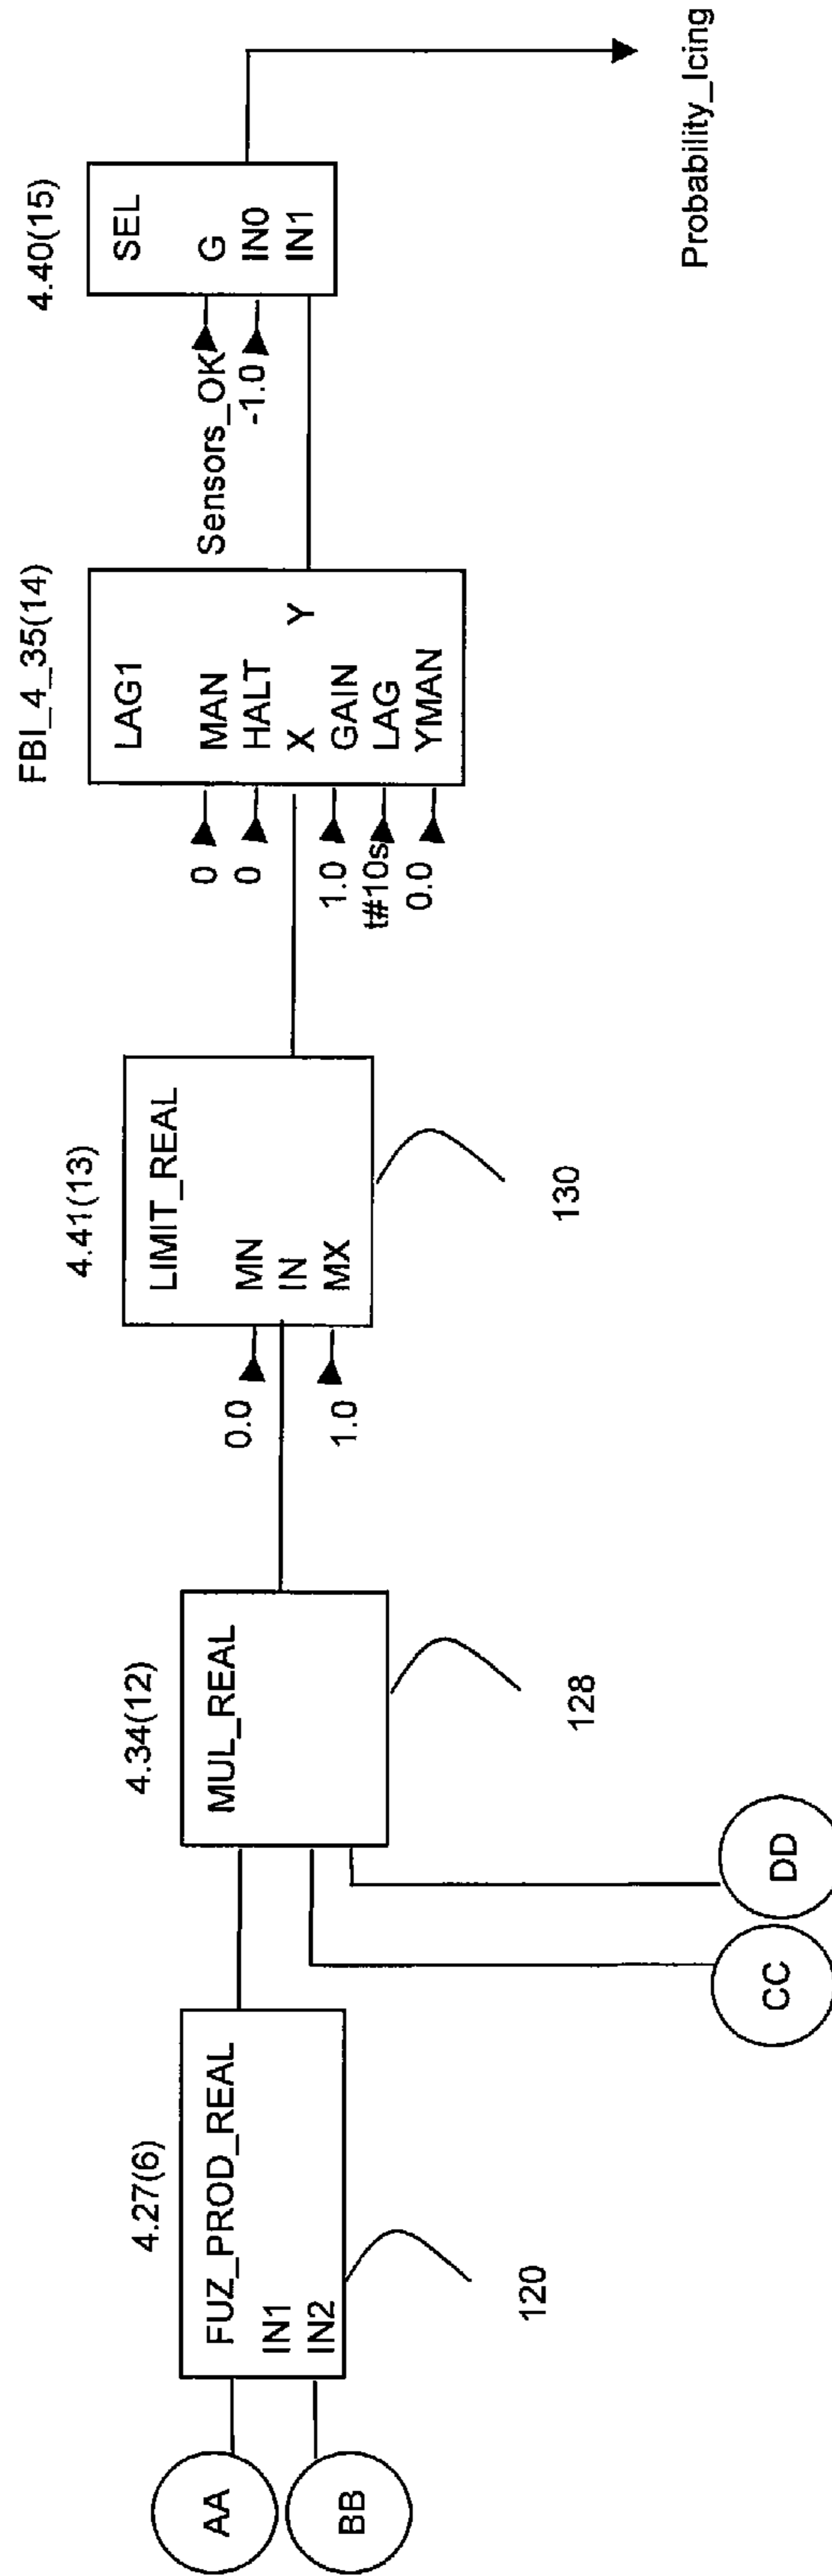 AA
BB
4.27(6)
FUZ_PROD_REAL
IN1
IN2
120
CC
DD
4.34(12)
MUL_REAL
128
0.0
1.0
4.41(13)
LIMIT_REAL
MN
IN
MX
130
0
0
1.0
t#10s
0.0
FBI_4_35(14)
LAG1
MAN
HALT
X Y
GAIN
LAG
YMAN
Sensors_OK
-1.0
4.40(15)
SEL
G
IN0
IN1
Probability_Icing